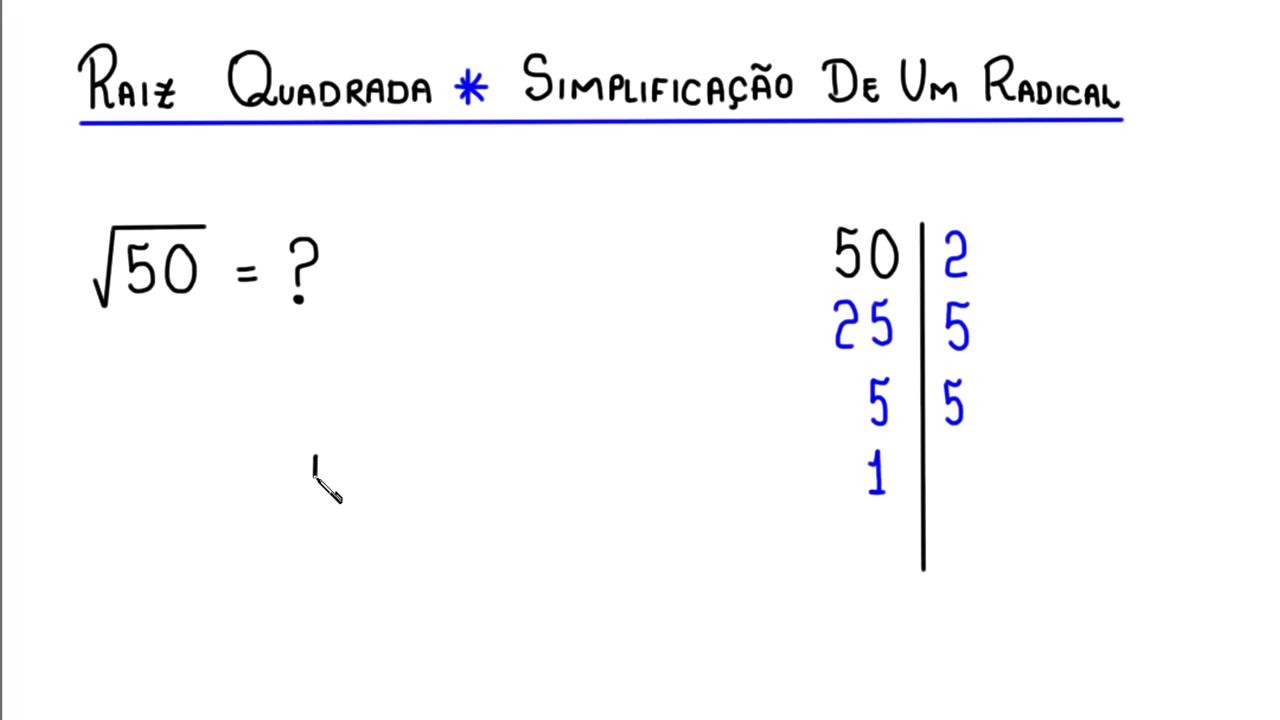 RAIZ QUADRADA * SIMPLIFICAÇÃO DE UM RADICAL
√50 = ?
50 | 2
25 | 5
5 | 5
1 |